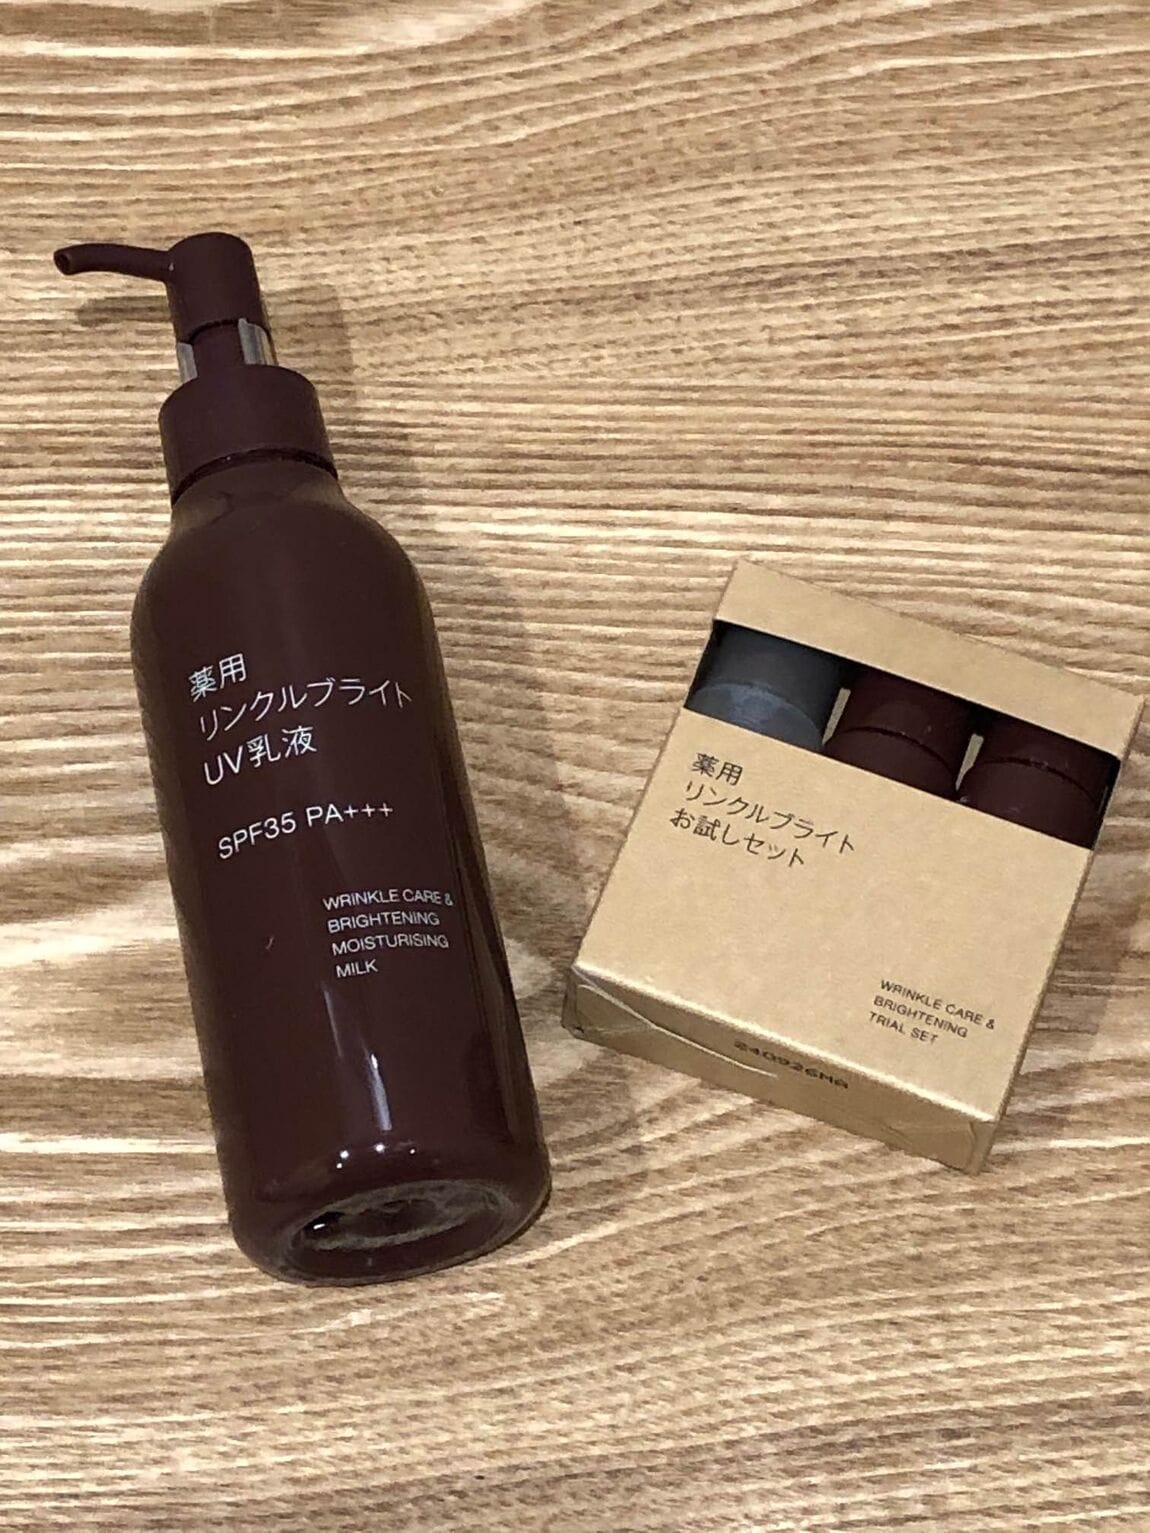 薬用
リンクルブライト
UV乳液
SPF35 PA+++
WRINKLE CARE &
BRIGHTENING
MOISTURISING
MILK
薬用
リンクルブライト
お試しセット
WRINKLE CARE &
BRIGHTENING
TRIAL SET
240926MA